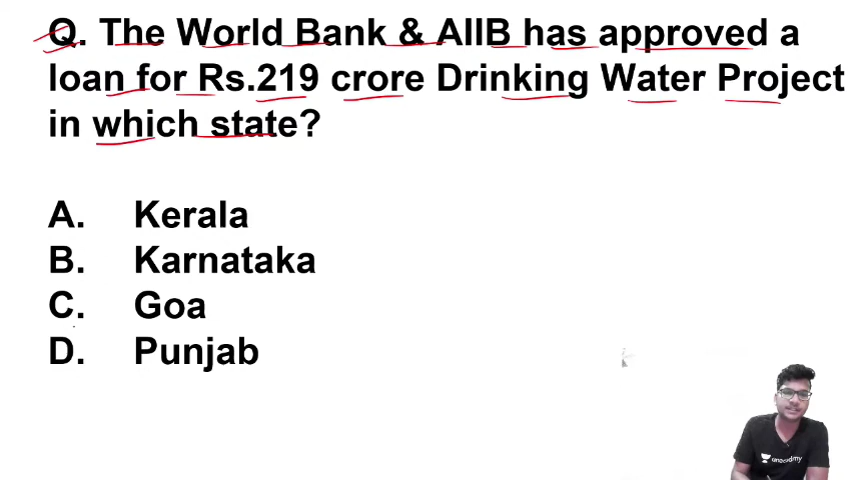 Q. The World Bank & AIIB has approved a
loan for Rs.219 crore Drinking Water Project
in which state?
A. Kerala
B. Karnataka
C. Goa
D. Punjab
unacademy